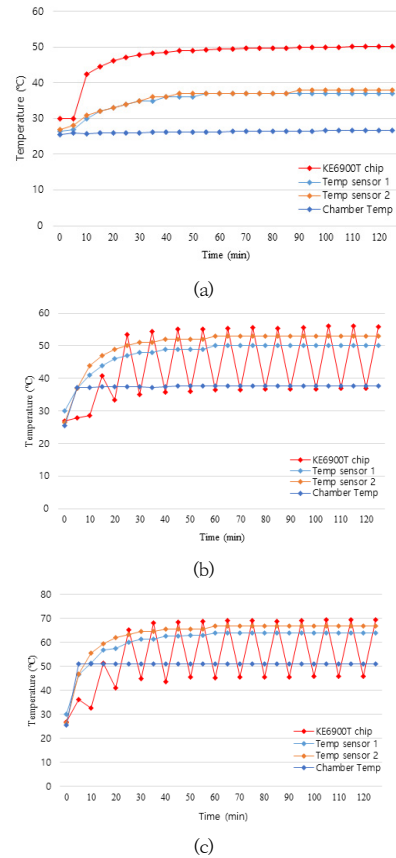 60
50
40
30
20
10
0
Temperature (℃)
KE6900T chip
Temp sensor 1
Temp sensor 2
Chamber Temp
0 10 20 30 40 50 60 70 80 90 100 110 120
Time (min)
(a)
60
50
40
30
20
10
0
Temperature (℃)
KE6900T chip
Temp sensor 1
Temp sensor 2
Chamber Temp
0 10 20 30 40 50 60 70 80 90 100 110 120
Time (min)
(b)
80
70
60
50
40
30
20
10
0
Temperature (℃)
KE6900T chip
Temp sensor 1
Temp sensor 2
Chamber Temp
0 10 20 30 40 50 60 70 80 90 100 110 120
Time (min)
(c)